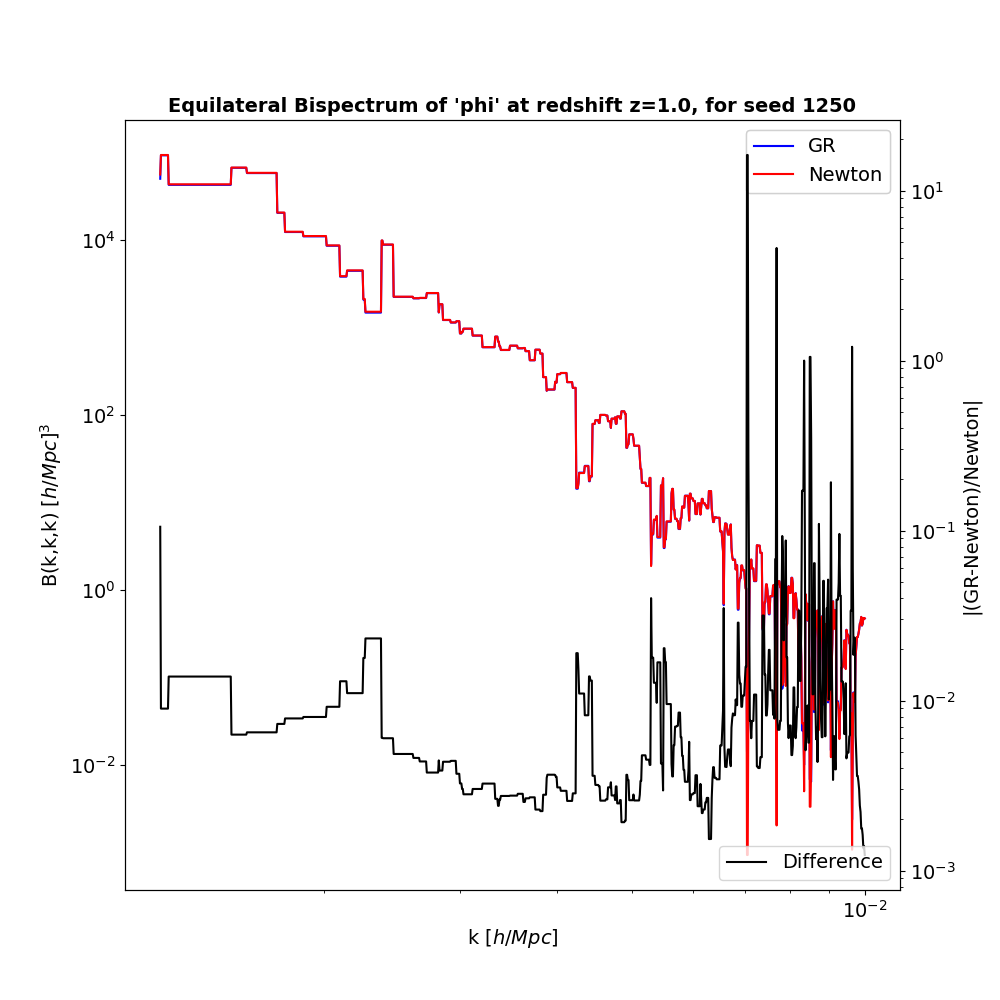 Equilateral Bispectrum of 'phi' at redshift z=1.0, for seed 1250
GR
Newton
10^4
10^2
10^0
10^{-2}
B(k,k,k) [h/Mpc]^3
10^1
10^0
10^{-1}
10^{-2}
10^{-3}
|(GR-Newton)/Newton|
Difference
10^{-2}
k [h/Mpc]